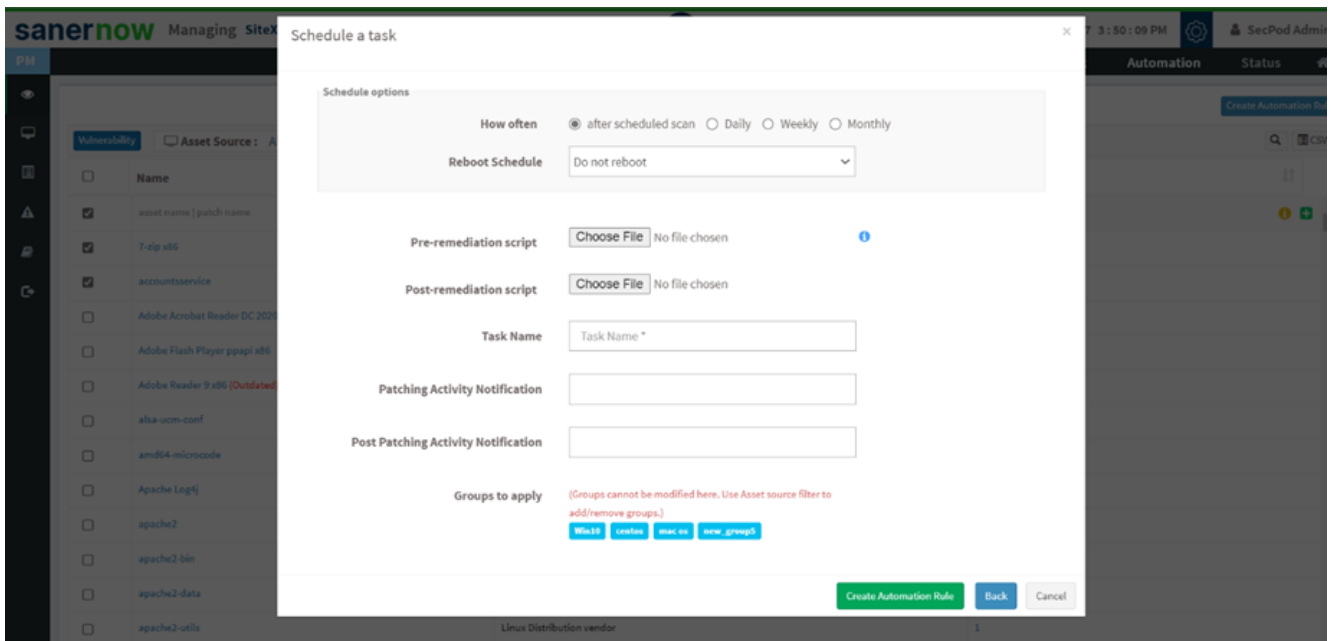 sanernow Managing SiteX
7 3:50:09 PM SecPod Admin
Schedule a task ×
PM
Automation Status
Create Automation Rul
Vulnerability Asset Source : A
CSV
Name
asset name | patch name
7-zip x86
accountsservice
Adobe Acrobat Reader DC 2020
Adobe Flash Player ppapi x86
Adobe Reader 9 x86 (Outdated)
alsa-ucm-conf
amd64-microcode
Apache Log4j
apache2
apache2-bin
apache2-data
apache2-utils Linux Distribution vendor 1
Schedule options
How often after scheduled scan Daily Weekly Monthly
Reboot Schedule Do not reboot
Pre-remediation script Choose File No file chosen
Post-remediation script Choose File No file chosen
Task Name Task Name *
Patching Activity Notification
Post Patching Activity Notification
Groups to apply (Groups cannot be modified here. Use Asset source filter to
add/remove groups.)
Win10 centos mac os new_group5
Create Automation Rule Back Cancel